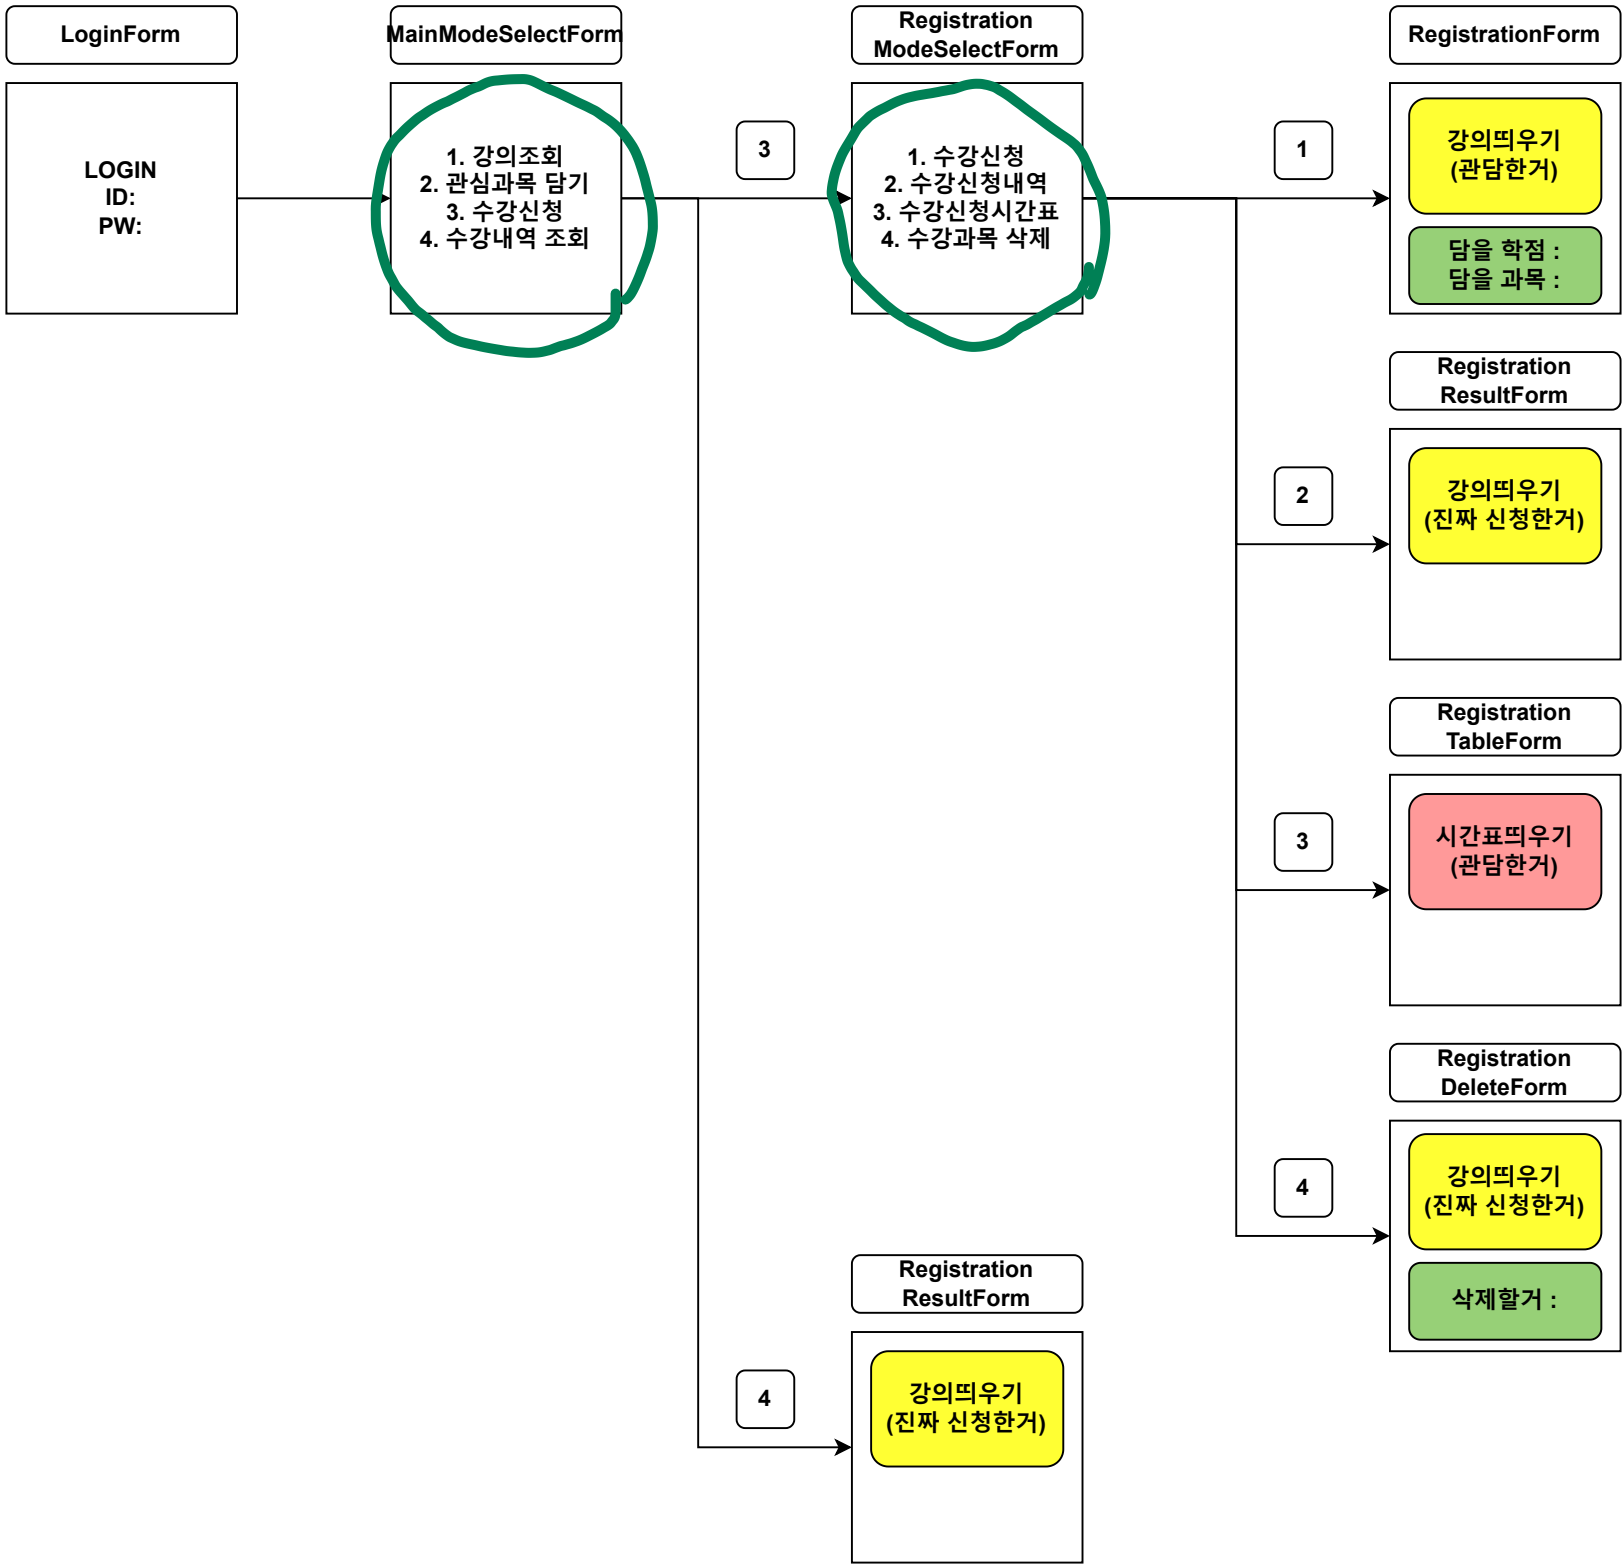 LoginForm
LOGIN
ID:
PW:
MainModeSelectForm
1. 강의조회
2. 관심과목 담기
3. 수강신청
4. 수강내역 조회
3
Registration
ModeSelectForm
1. 수강신청
2. 수강신청내역
3. 수강신청시간표
4. 수강과목 삭제
1
RegistrationForm
강의띄우기
(관담한거)
담을 학점 :
담을 과목 :
2
Registration
ResultForm
강의띄우기
(진짜 신청한거)
3
Registration
TableForm
시간표띄우기
(관담한거)
4
Registration
DeleteForm
강의띄우기
(진짜 신청한거)
삭제할거 :
4
Registration
ResultForm
강의띄우기
(진짜 신청한거)